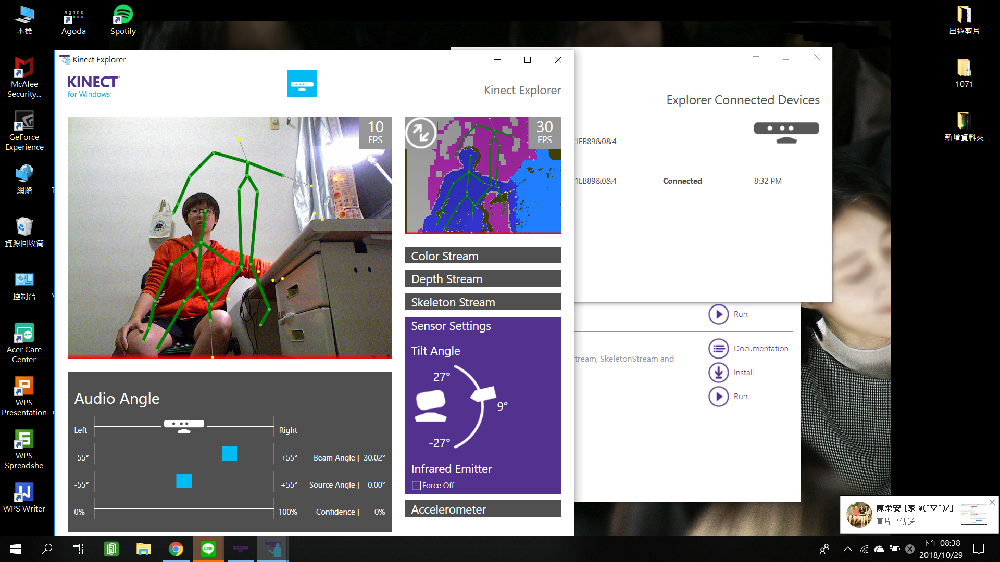 本機
Agoda
agoda
Spotify
McAfee
Security...
GeForce
Experience
網路
資源回收筒
控制台
Acer Care
Center
WPS
Presentation
WPS
Spreadshe
WPS Writer
出遊剪片
1071
新增資料夾
Kinect Explorer
KINECT
for Windows
Kinect Explorer
10
FPS
30
FPS
Color Stream
Depth Stream
Skeleton Stream
Sensor Settings
Tilt Angle
27°
9°
-27°
Infrared Emitter
Force Off
Accelerometer
Audio Angle
Left
Right
-55°
+55°
Beam Angle | 30.02°
-55°
+55°
Source Angle | 0.00°
0%
100%
Confidence | 0%
Explorer Connected Devices
1EB89&0&4
1EB89&0&4
Connected
8:32 PM
Run
tream, SkeletonStream and
Documentation
Install
Run
陳柔安 [家 ¥(ˆ▽ˆ)/]
圖片已傳送
LINE
下午 08:38
2018/10/29